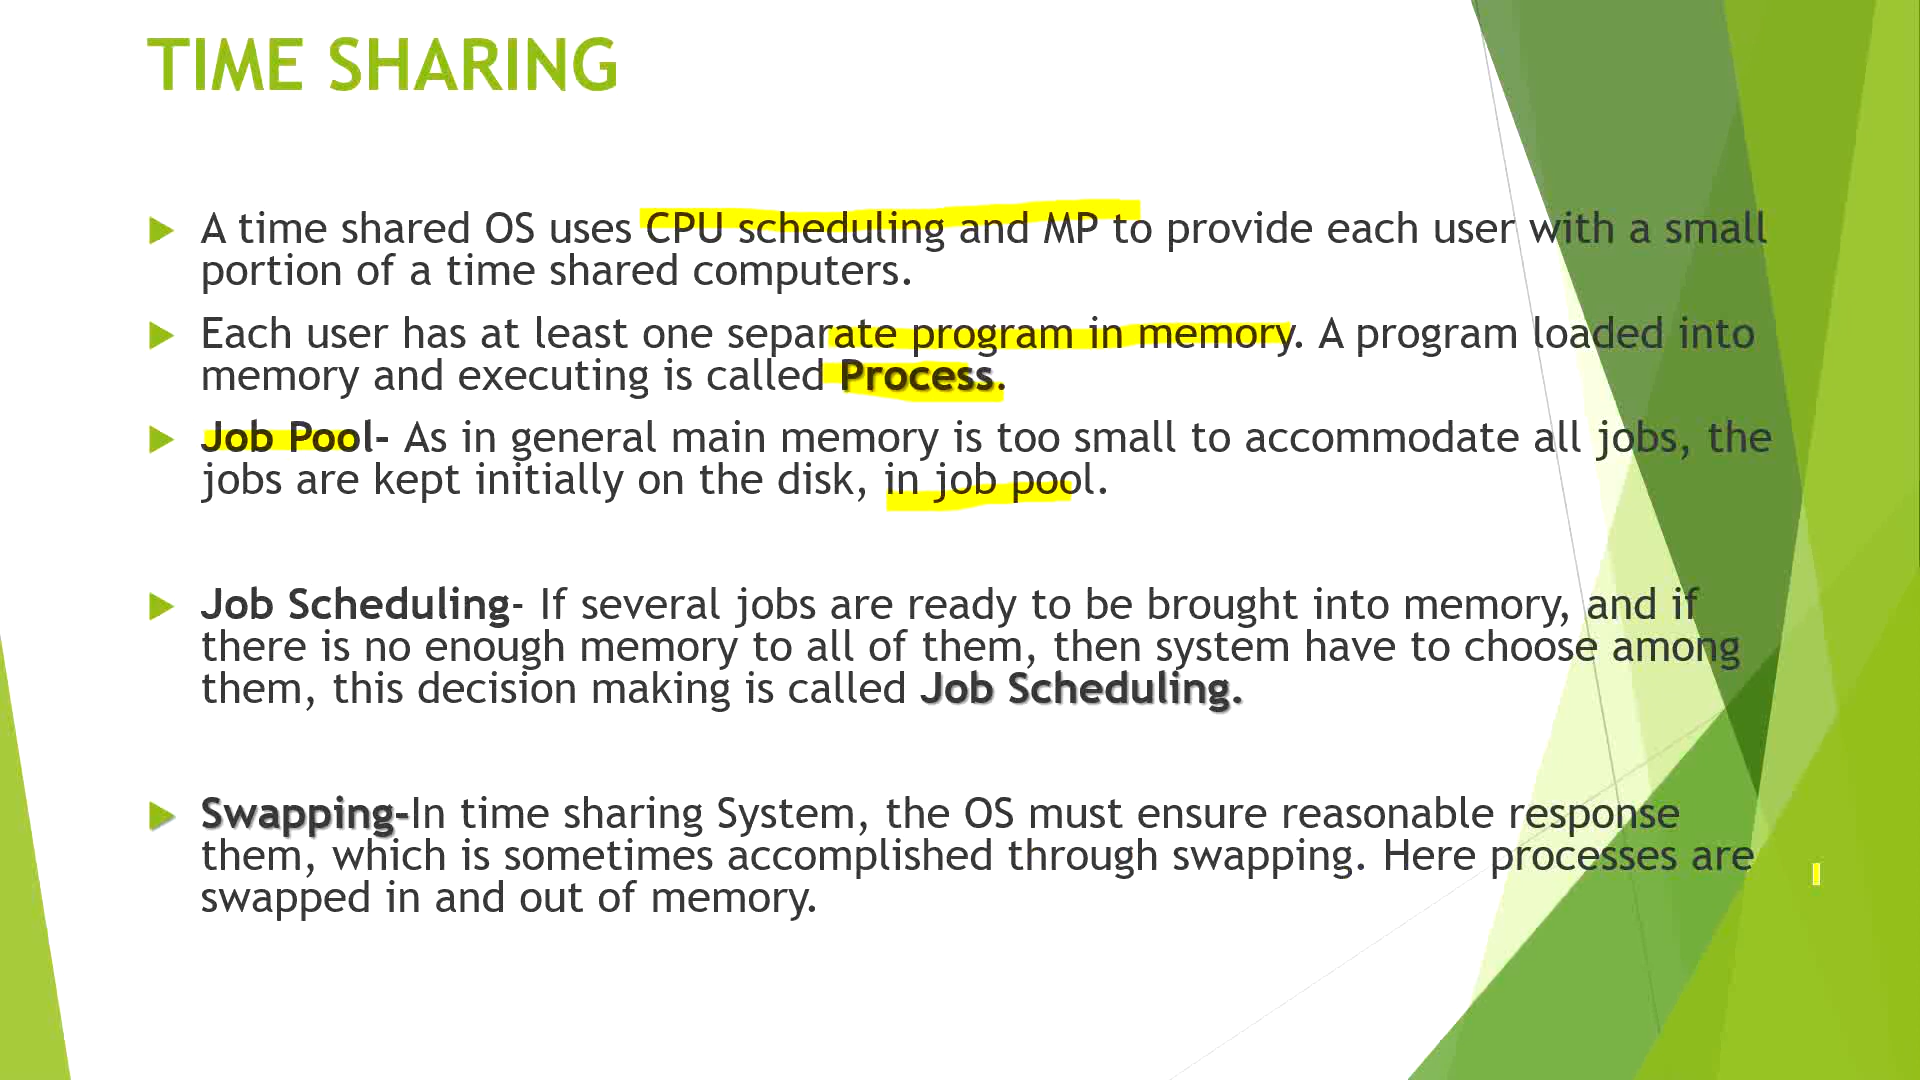 TIME SHARING
A time shared OS uses CPU scheduling and MP to provide each user with a small
portion of a time shared computers.
Each user has at least one separate program in memory. A program loaded into
memory and executing is called Process.
Job Pool- As in general main memory is too small to accommodate all jobs, the
jobs are kept initially on the disk, in job pool.
Job Scheduling- If several jobs are ready to be brought into memory, and if
there is no enough memory to all of them, then system have to choose among
them, this decision making is called Job Scheduling.
Swapping-In time sharing System, the OS must ensure reasonable response
them, which is sometimes accomplished through swapping. Here processes are
swapped in and out of memory.